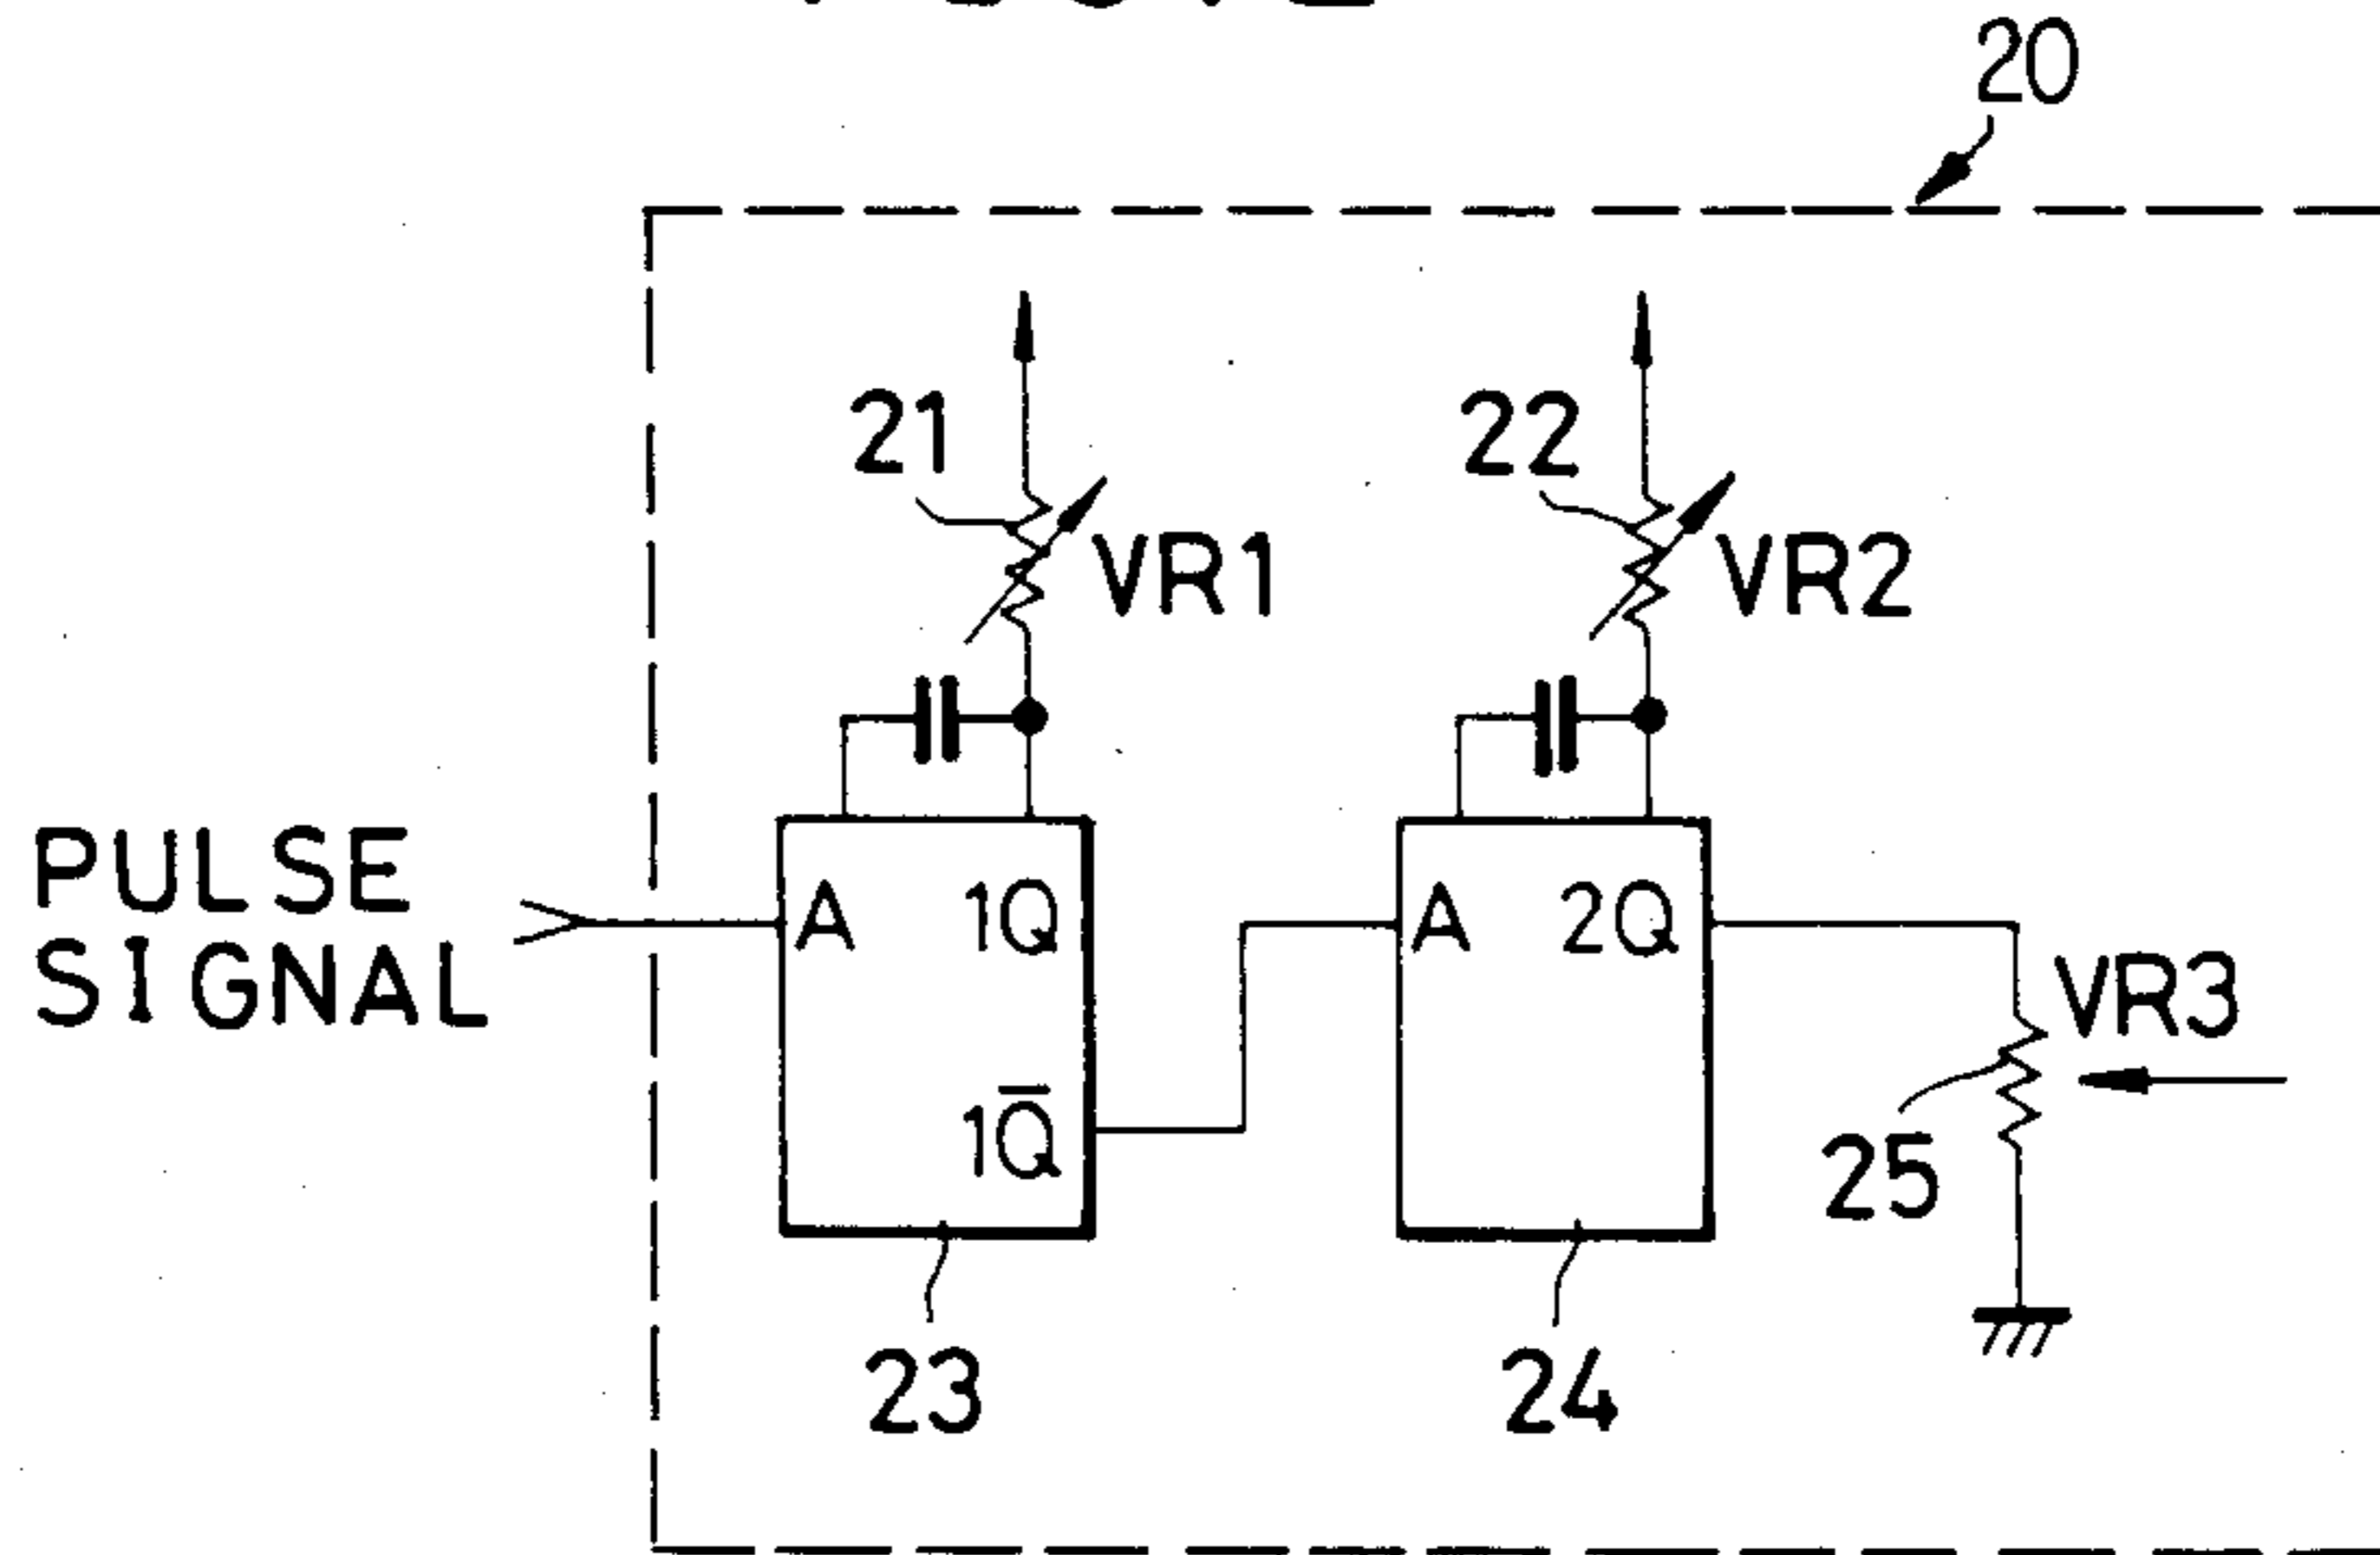 20
21
22
VR1
VR2
PULSE
SIGNAL
A 1Q
A 2Q
VR3
1Q̅
25
23
24